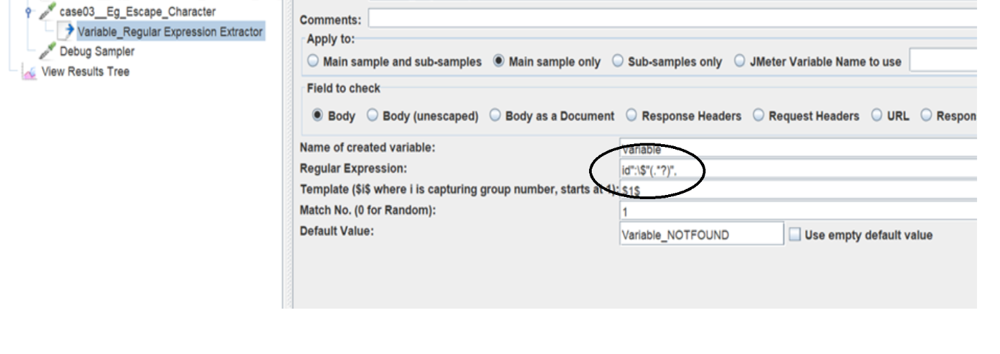 case03__Eg_Escape_Character
Variable_Regular Expression Extractor
Debug Sampler
View Results Tree
Comments:
Apply to:
Main sample and sub-samples Main sample only Sub-samples only JMeter Variable Name to use
Field to check
Body Body (unescaped) Body as a Document Response Headers Request Headers URL Respon
Name of created variable: Variable
Regular Expression: id":\$"(.*?)",
Template ($i$ where i is capturing group number, starts at 1): $1$
Match No. (0 for Random): 1
Default Value: Variable_NOTFOUND Use empty default value